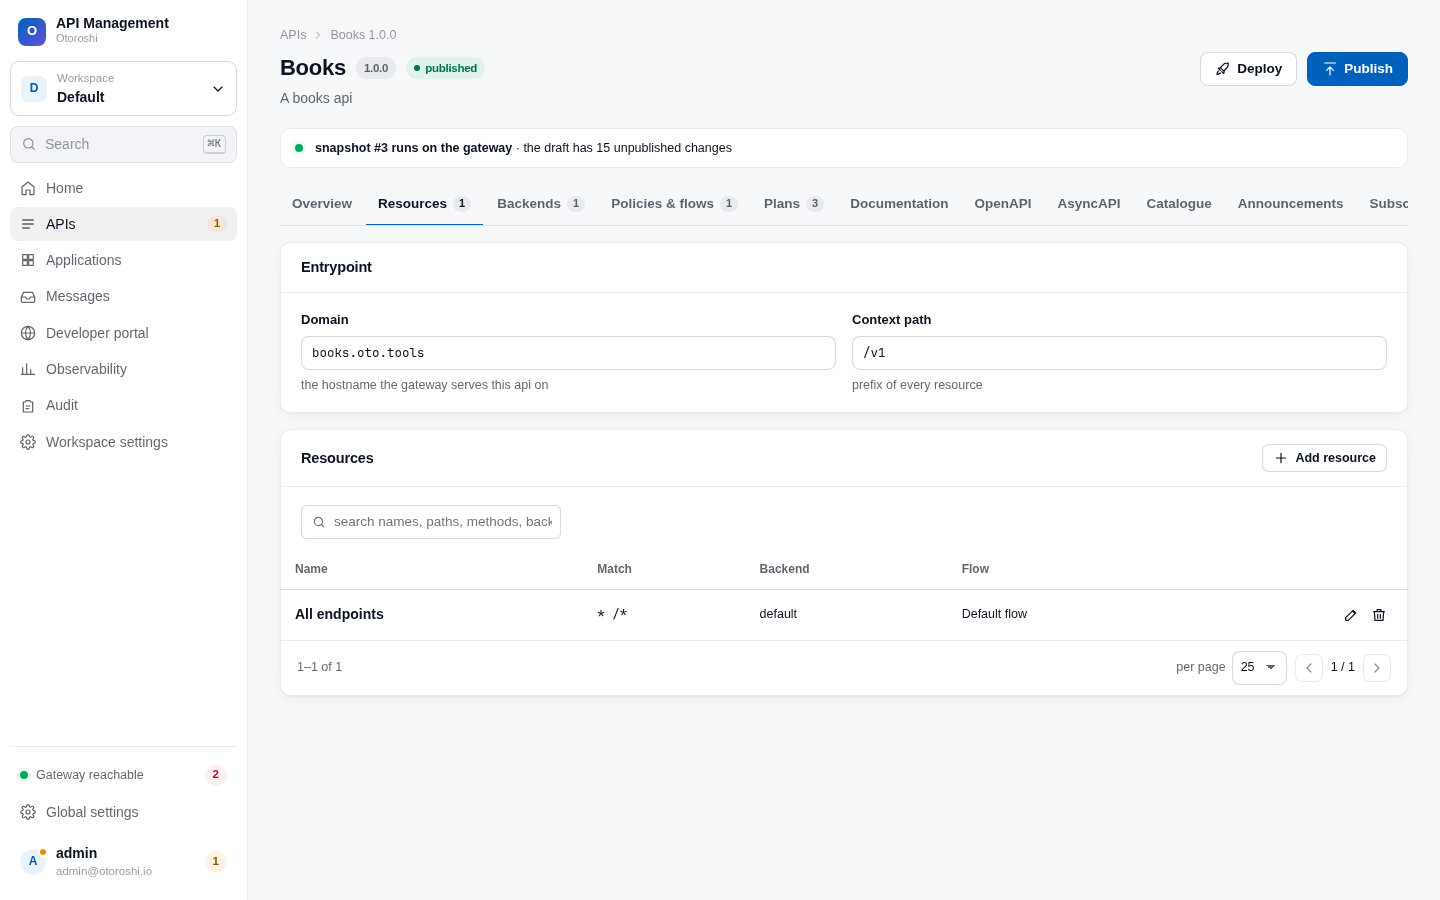 O
API Management
Otoroshi
D
Workspace
Default
Search
⌘K
Home
APIs 1
Applications
Messages
Developer portal
Observability
Audit
Workspace settings
Gateway reachable 2
Global settings
A
admin
admin@otoroshi.io
1
APIs > Books 1.0.0
Books 1.0.0 published
A books api
Deploy
Publish
snapshot #3 runs on the gateway · the draft has 15 unpublished changes
Overview Resources 1 Backends 1 Policies & flows 1 Plans 3 Documentation OpenAPI AsyncAPI Catalogue Announcements Subsc
Entrypoint
Domain Context path
books.oto.tools /v1
the hostname the gateway serves this api on prefix of every resource
Resources
Add resource
search names, paths, methods, back
Name Match Backend Flow
All endpoints * /* default Default flow
1–1 of 1 per page 25 1 / 1